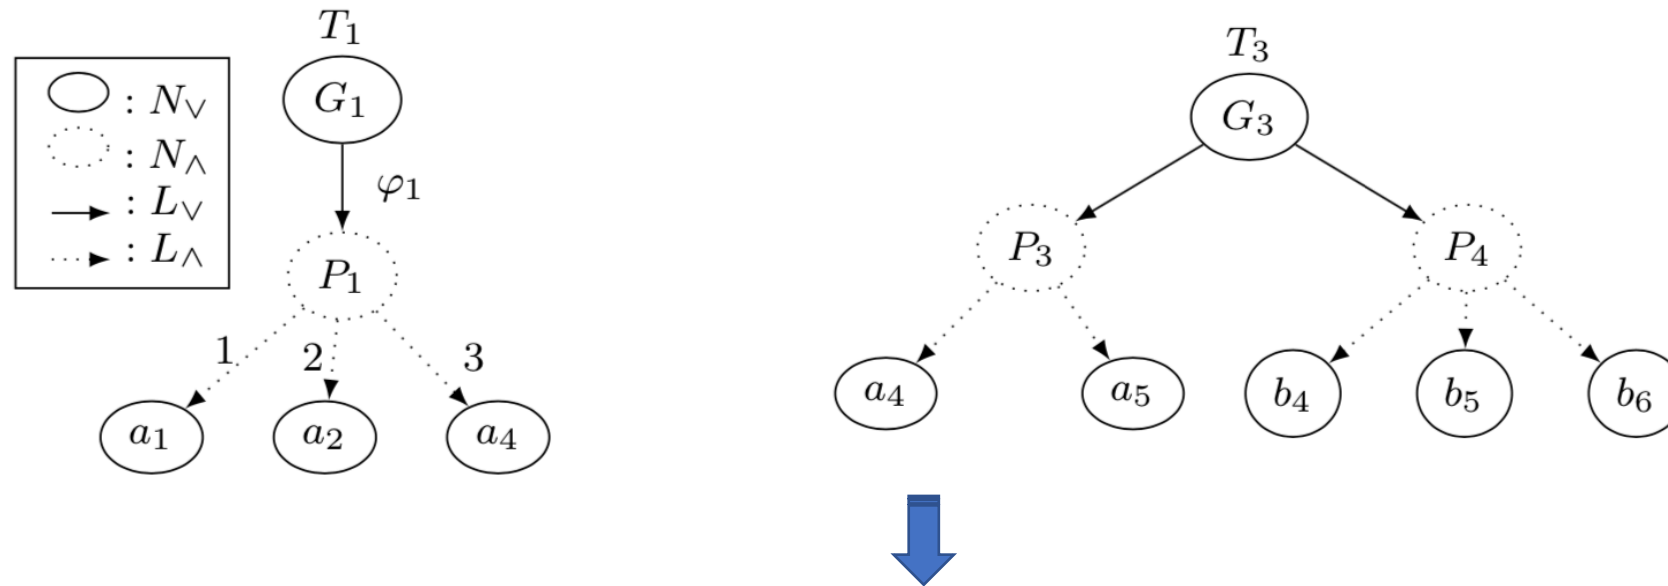 T₁
G₁
: N∨
: N∧
: L∨
: L∧
φ₁
P₁
1 2 3
a₁ a₂ a₄
T₃
G₃
P₃ P₄
a₄ a₅ b₄ b₅ b₆